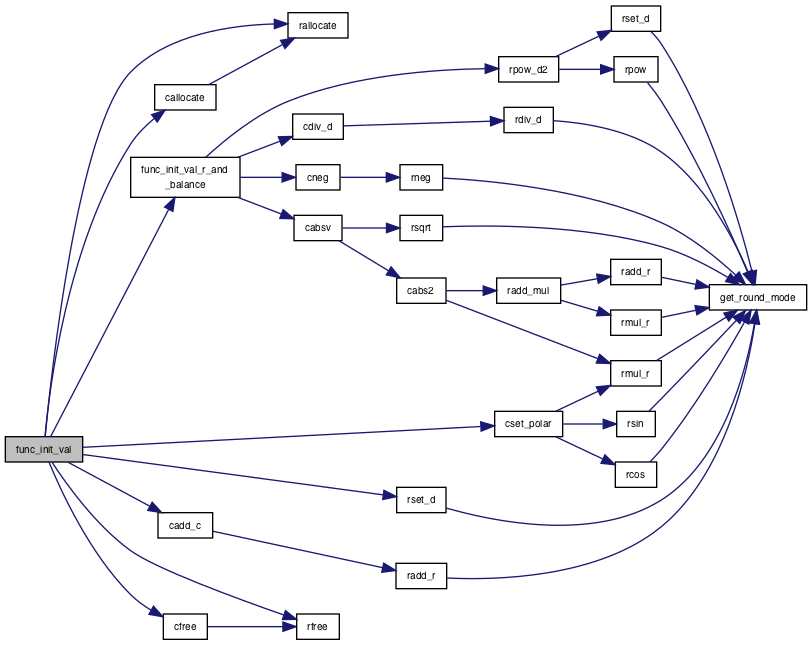 rset_d
rallocate
rpow_d2
rpow
callocate
rdiv_d
cdiv_d
func_init_val_r_and
_balance
cneg
rneg
cabsv
rsqrt
radd_r
cabs2
radd_mul
get_round_mode
rmul_r
rmul_r
cset_polar
rsin
func_init_val
rcos
rset_d
cadd_c
radd_r
cfree
rfree